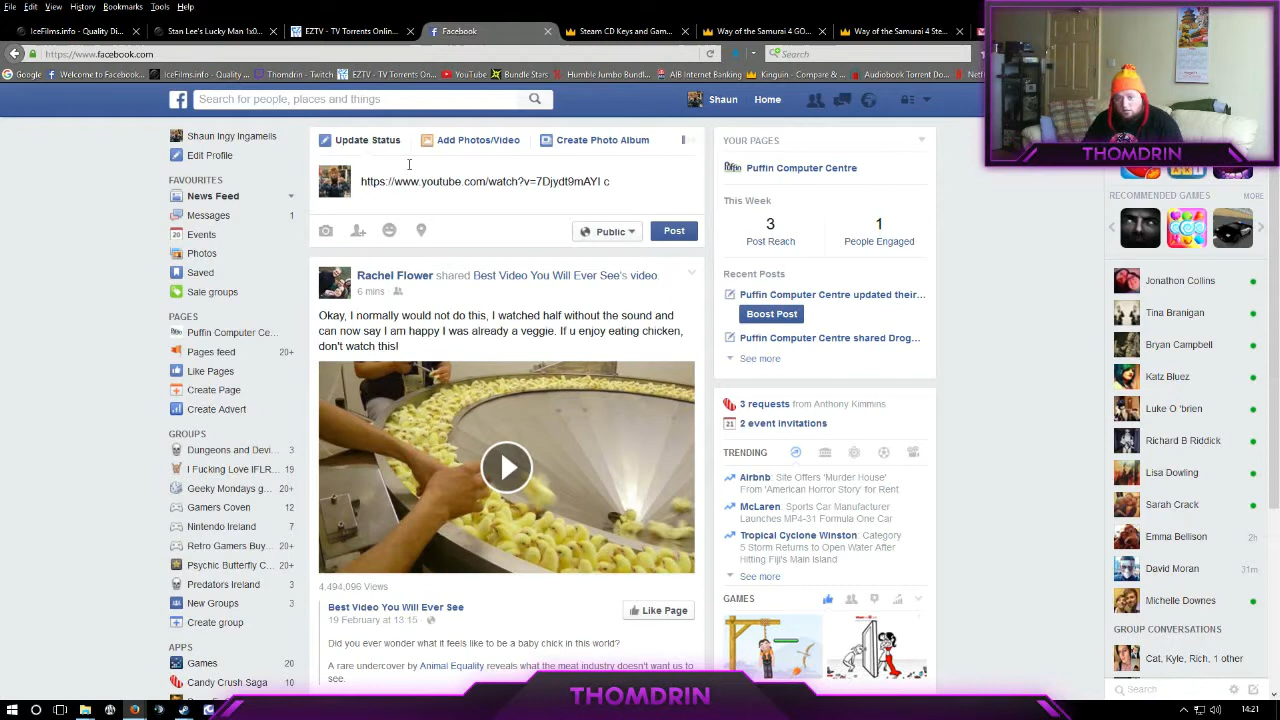 File Edit View History Bookmarks Tools Help
IceFilms.info - Quality Di...
Stan Lee's Lucky Man 1x0...
EZTV - TV Torrents Onlin...
Facebook
Steam CD Keys and Gam...
Way of the Samurai 4 GO...
Way of the Samurai 4 Ste...
https://www.facebook.com
Search
Google
Welcome to Facebook...
IceFilms.info - Quality ...
Thomdrin - Twitch
EZTV - TV Torrents Onl...
YouTube
Bundle Stars
Humble Jumbo Bundl...
AIB Internet Banking
Kinguin - Compare & ...
Audiobook Torrent Do...
THOMDRIN
Search for people, places and things
Shaun
Home
Shaun Ingy Ingamells
Edit Profile
FAVOURITES
News Feed
Messages 1
Events 20
Photos
Saved
Sale groups
PAGES
Puffin Computer Ce...
Pages feed 20+
Like Pages
Create Page
Create Advert
GROUPS
Dungeons and Devi... 3
I Fucking Love IFLR... 19
Geeky Mondays g... 20+
Gamers Coven 20+
Nintendo Ireland 7
Retro Gamers Buy... 20+
Psychic Butterfly C... 20+
Predators Ireland 3
New Groups 3
Create group
APPS
Games 20
Candy Crush Saga 10
Update Status
Add Photos/Video
Create Photo Album
https://www.youtube.com/watch?v=7Djydt9mAYI c
Public
Post
Rachel Flower shared Best Video You Will Ever See's video.
6 mins
Okay, I normally would not do this, I watched half without the sound and
can now say I am happy I was already a veggie. If u enjoy eating chicken,
don't watch this!
4,494,096 Views
Best Video You Will Ever See
19 February at 13:15
Like Page
Did you ever wonder what it feels like to be a baby chick in this world?
A rare undercover by Animal Equality reveals what the meat industry doesn't want us to
see.
YOUR PAGES
Puffin Computer Centre
This Week
3 1
Post Reach People Engaged
Recent Posts
Puffin Computer Centre updated their...
Boost Post
Puffin Computer Centre shared Drog...
See more
3 requests from Anthony Kimmins
2 event invitations
TRENDING
Airbnb: Site Offers 'Murder House'
From 'American Horror Story' for Rent
McLaren: Sports Car Manufacturer
Launches MP4-31 Formula One Car
Tropical Cyclone Winston: Category
5 Storm Returns to Open Water After
Hitting Fiji's Main Island
See more
GAMES
RECOMMENDED GAMES
MORE
Jonathon Collins
Tina Branigan
Bryan Campbell
Katz Bluez
Luke O 'brien
Richard B Riddick
Lisa Dowling
Sarah Crack
Emma Bellison 2h
David Moran 31m
Michelle Downes
GROUP CONVERSATIONS
Cat, Kyle, Rich, 1 other
Search
THOMDRIN
14:21